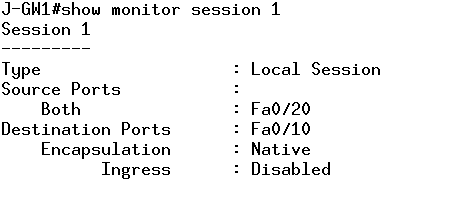 J-GW1#show monitor session 1
Session 1
---------
Type                   : Local Session
Source Ports           :
    Both               : Fa0/20
Destination Ports      : Fa0/10
    Encapsulation      : Native
          Ingress      : Disabled